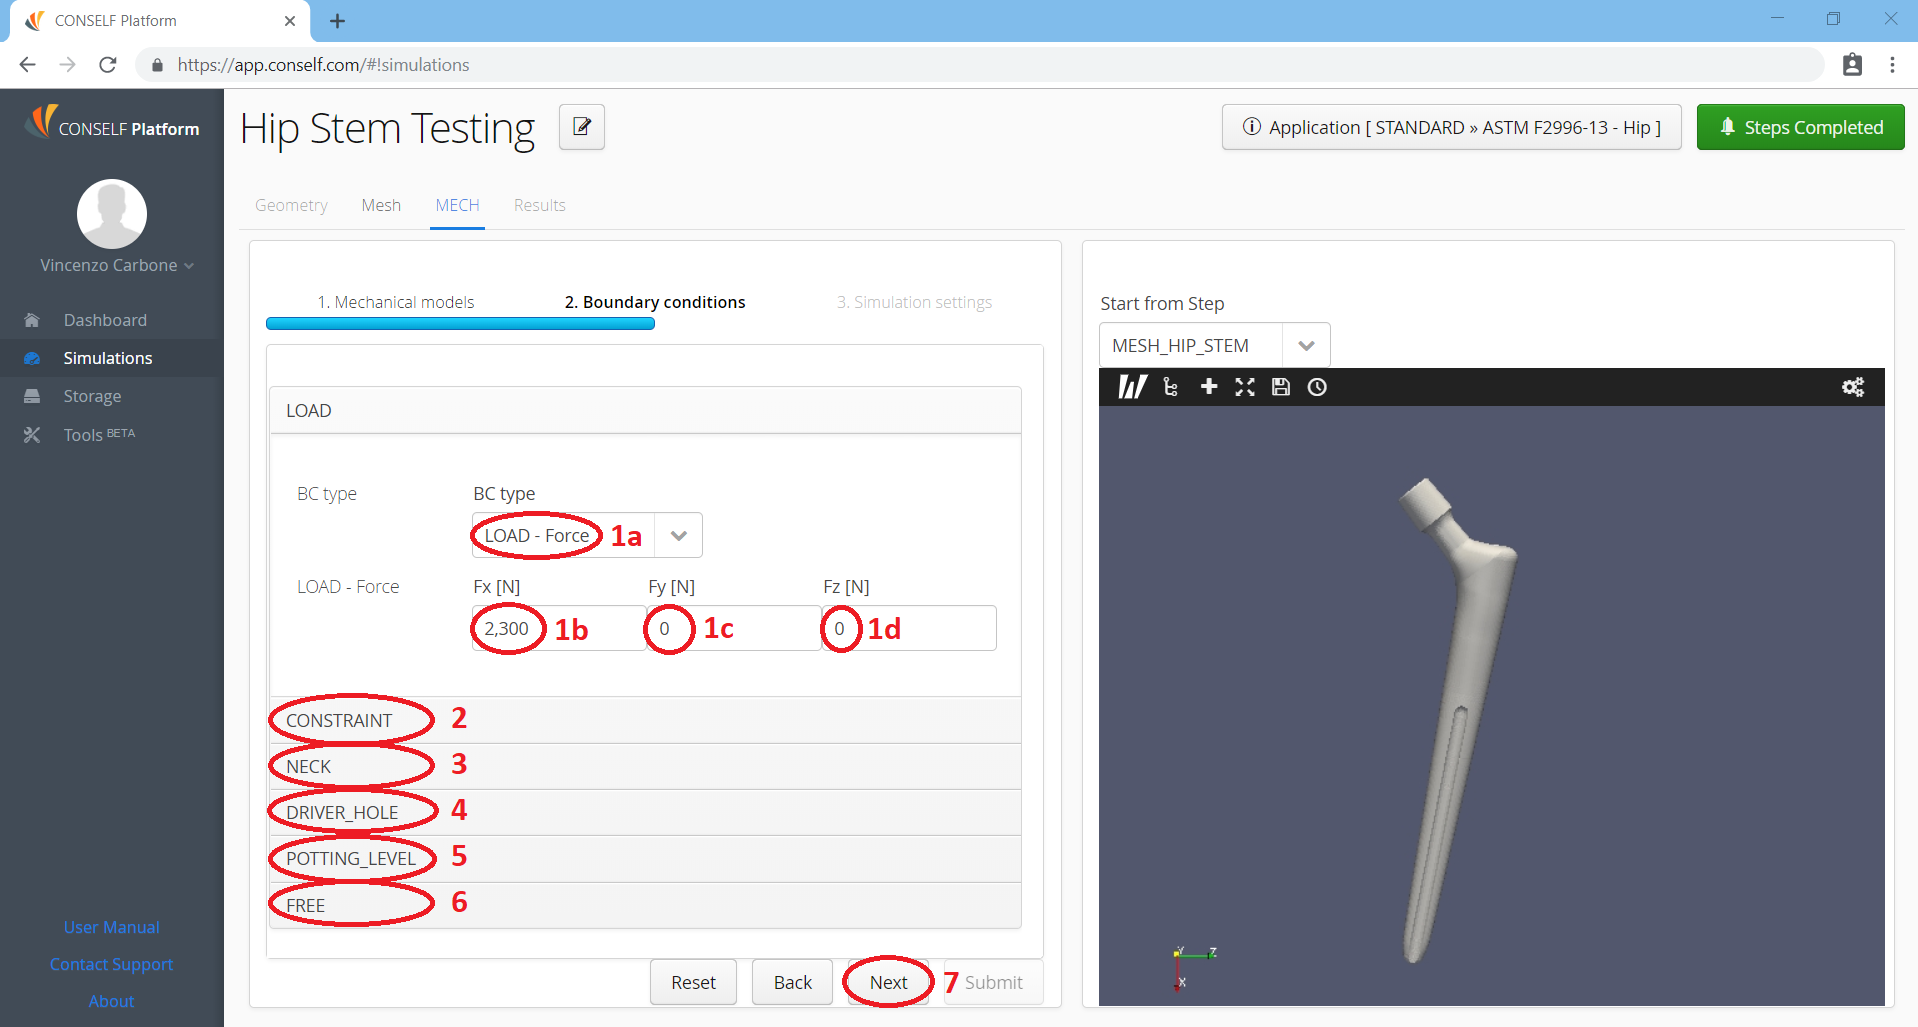 CONSELF Platform
https://app.conself.com/#!simulations
CONSELF Platform
Vincenzo Carbone
Dashboard
Simulations
Storage
Tools BETA
User Manual
Contact Support
About
Hip Stem Testing
Application [ STANDARD » ASTM F2996-13 - Hip ]
Steps Completed
Geometry Mesh MECH Results
1. Mechanical models 2. Boundary conditions 3. Simulation settings
LOAD
BC type BC type
LOAD - Force 1a
LOAD - Force Fx [N] Fy [N] Fz [N]
2,300 1b 0 1c 0 1d
CONSTRAINT 2
NECK 3
DRIVER_HOLE 4
POTTING_LEVEL 5
FREE 6
Reset Back Next 7 Submit
Start from Step
MESH_HIP_STEM
Y Z
X